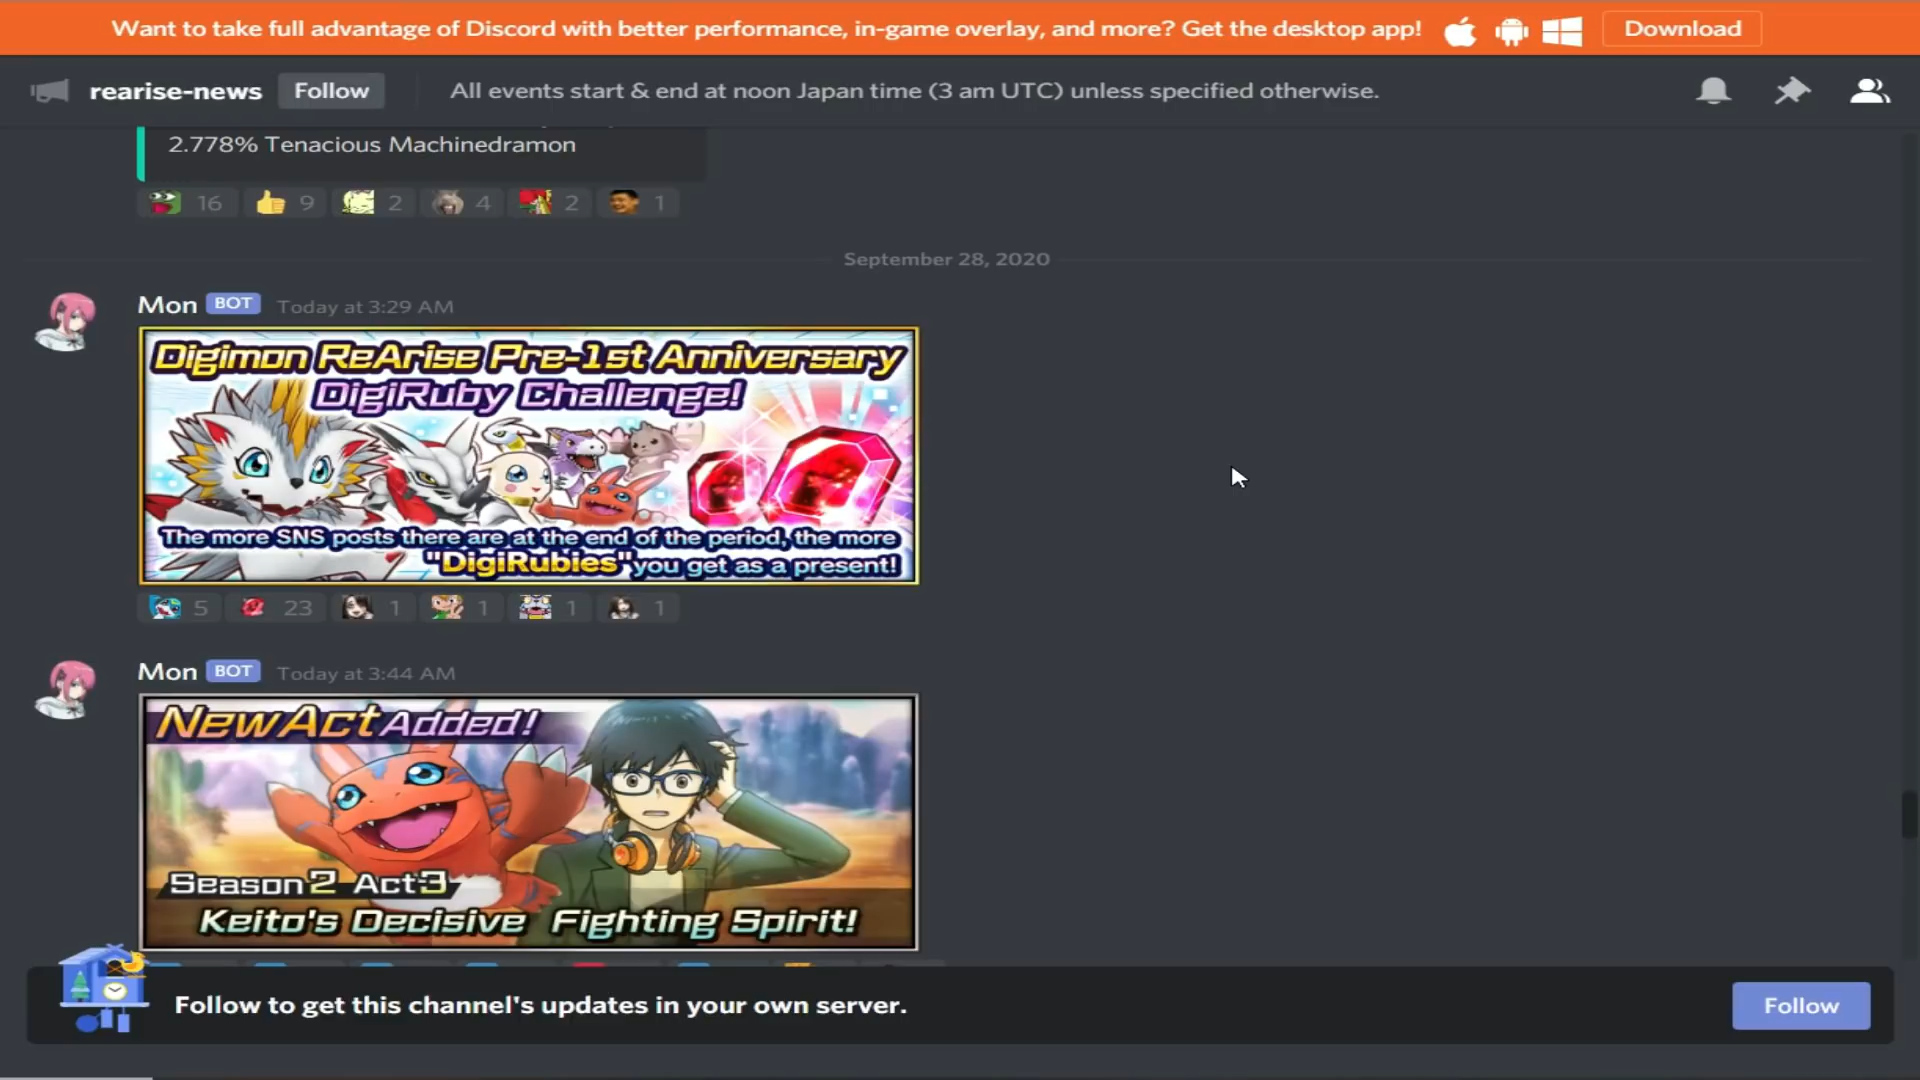 Want to take full advantage of Discord with better performance, in-game overlay, and more? Get the desktop app!
Download
rearise-news
Follow
All events start & end at noon Japan time (3 am UTC) unless specified otherwise.
2.778% Tenacious Machinedramon
16 9 2 4 2 1
September 28, 2020
Mon BOT Today at 3:29 AM
Digimon ReArise Pre-1st Anniversary
DigiRuby Challenge!
The more SNS posts there are at the end of the period, the more
"DigiRubies" you get as a present!
5 23 1 1 1 1
Mon BOT Today at 3:44 AM
New Act Added!
Season 2 Act 3
Keito's Decisive Fighting Spirit!
Follow to get this channel's updates in your own server.
Follow